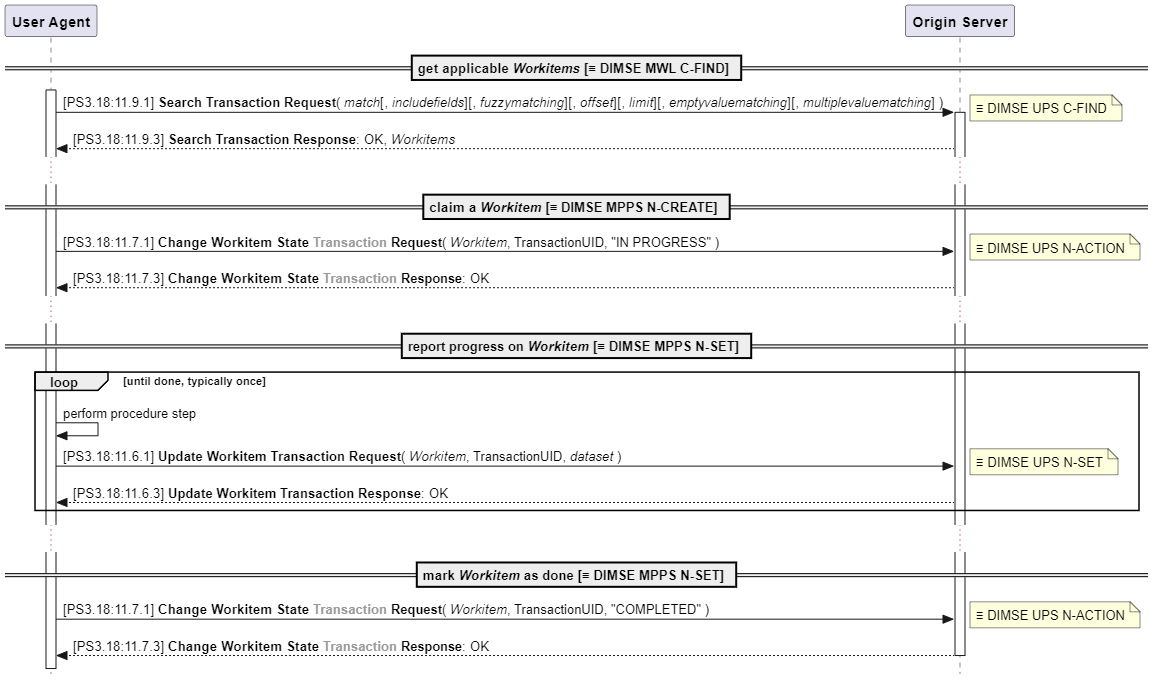 User Agent
Origin Server
get applicable Workitems [≡ DIMSE MWL C-FIND]
[PS3.18:11.9.1] Search Transaction Request( match[, includefields][, fuzzymatching][, offset][, limit][, emptyvaluematching][, multiplevaluematching] )
≡ DIMSE UPS C-FIND
[PS3.18:11.9.3] Search Transaction Response: OK, Workitems
claim a Workitem [≡ DIMSE MPPS N-CREATE]
[PS3.18:11.7.1] Change Workitem State Transaction Request( Workitem, TransactionUID, "IN PROGRESS" )
≡ DIMSE UPS N-ACTION
[PS3.18:11.7.3] Change Workitem State Transaction Response: OK
report progress on Workitem [≡ DIMSE MPPS N-SET]
loop
[until done, typically once]
perform procedure step
[PS3.18:11.6.1] Update Workitem Transaction Request( Workitem, TransactionUID, dataset )
≡ DIMSE UPS N-SET
[PS3.18:11.6.3] Update Workitem Transaction Response: OK
mark Workitem as done [≡ DIMSE MPPS N-SET]
[PS3.18:11.7.1] Change Workitem State Transaction Request( Workitem, TransactionUID, "COMPLETED" )
≡ DIMSE UPS N-ACTION
[PS3.18:11.7.3] Change Workitem State Transaction Response: OK